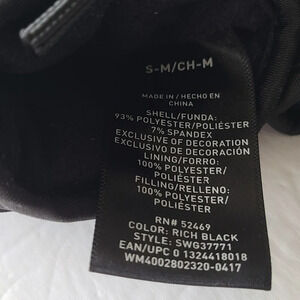 S-M/CH-M
MADE IN / HECHO EN
CHINA
SHELL/FUNDA:
93% POLYESTER/POLIÉSTER
7% SPANDEX
EXCLUSIVE OF DECORATION
EXCLUSIVO DE DECORACIÓN
LINING/FORRO:
100% POLYESTER/
POLIÉSTER
FILLING/RELLENO:
100% POLYESTER/
POLIÉSTER
RN# 52469
COLOR: RICH BLACK
STYLE: SWG37771
EAN/UPC 0 1324418018
WM4002802320-0417